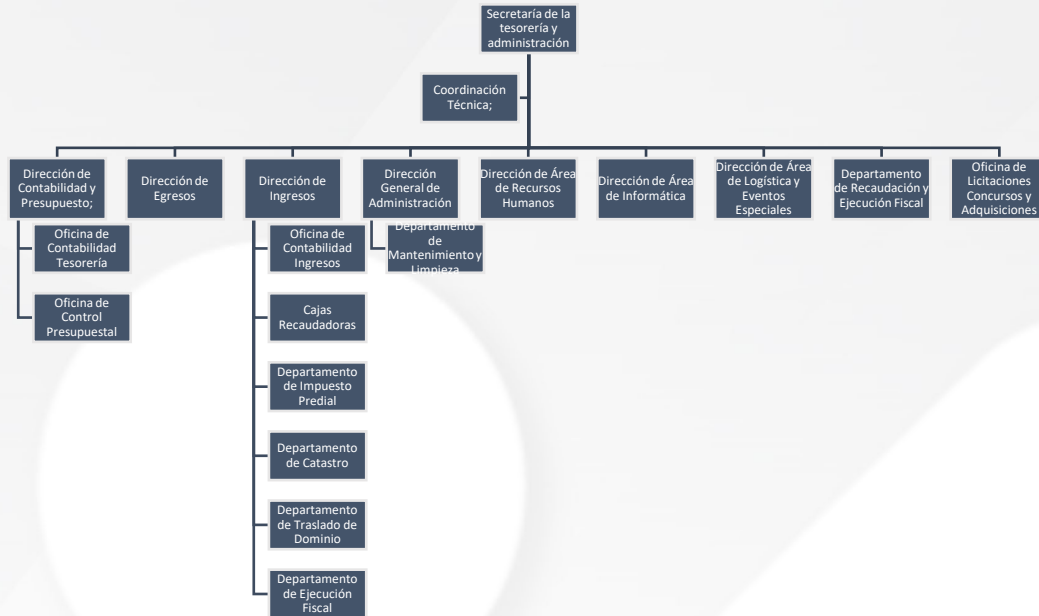 Secretaría de la
tesorería y
administración
Coordinación
Técnica;
Dirección de
Contabilidad y
Presupuesto;
Dirección de
Egresos
Dirección de
Ingresos
Dirección
General de
Administración
Dirección de Área
de Recursos
Humanos
Dirección de Área
de Informática
Dirección de Área
de Logística y
Eventos
Especiales
Departamento
de Recaudación y
Ejecución Fiscal
Oficina de
Licitaciones
Concursos y
Adquisiciones
Oficina de
Contabilidad
Tesorería
Oficina de
Control
Presupuestal
Oficina de
Contabilidad
Ingresos
Cajas
Recaudadoras
Departamento
de Impuesto
Predial
Departamento
de Catastro
Departamento
de Traslado de
Dominio
Departamento
de Ejecución
Fiscal
Departamento
de
Mantenimiento y
Limpieza